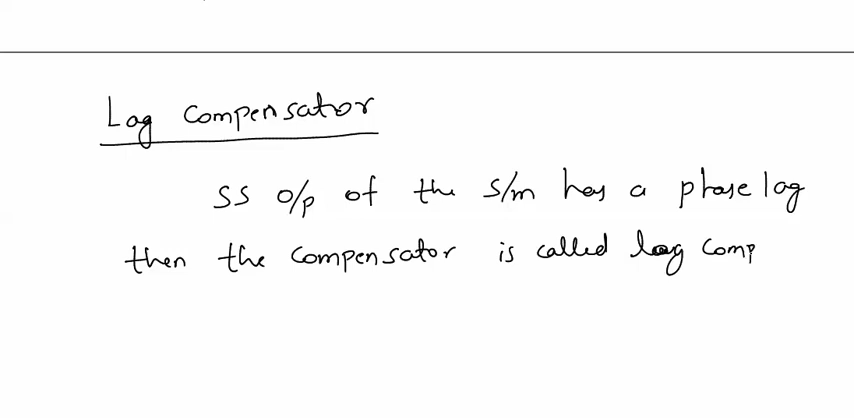 Lag Compensator
SS o/p of the s/m has a phase lag
then the compensator is called lag comp